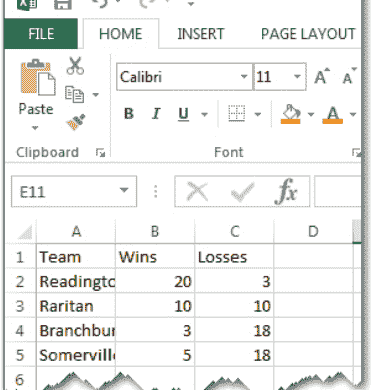 FILE HOME INSERT PAGE LAYOUT
Calibri 11 A A
Paste B I U A
Clipboard Font
E11 fx
A B C D
1 Team Wins Losses
2 Readingto 20 3
3 Raritan 10 10
4 Branchbur 3 18
5 Somervill 5 18
6